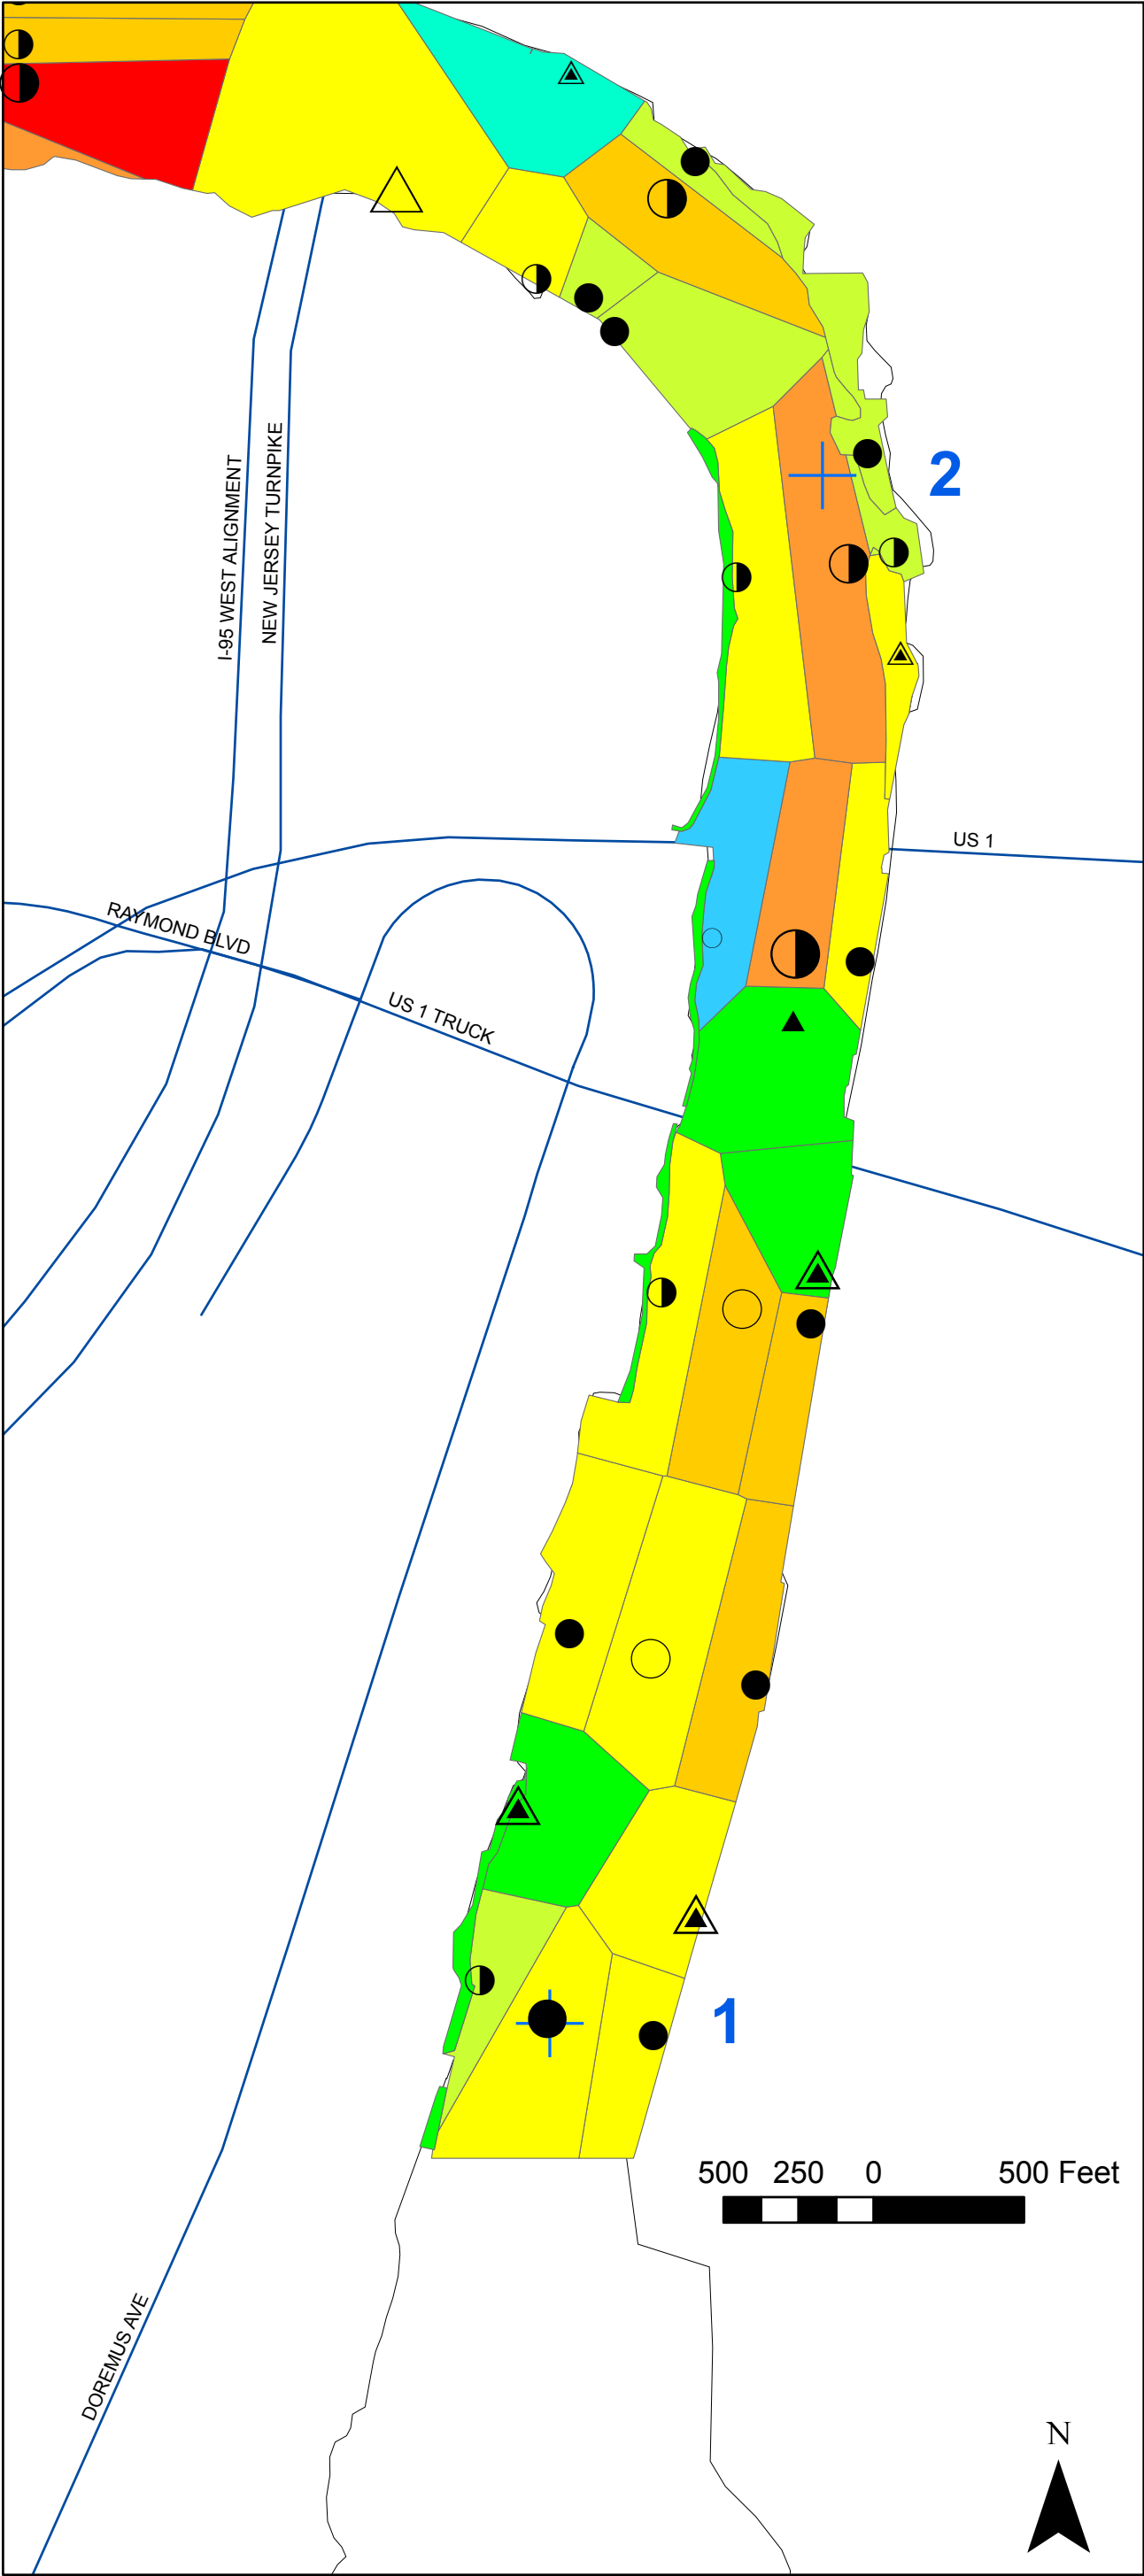 2
I-95 WEST ALIGNMENT
NEW JERSEY TURNPIKE
US 1
RAYMOND BLVD
US 1 TRUCK
1
500 250 0 500 Feet
DOREMUS AVE
N